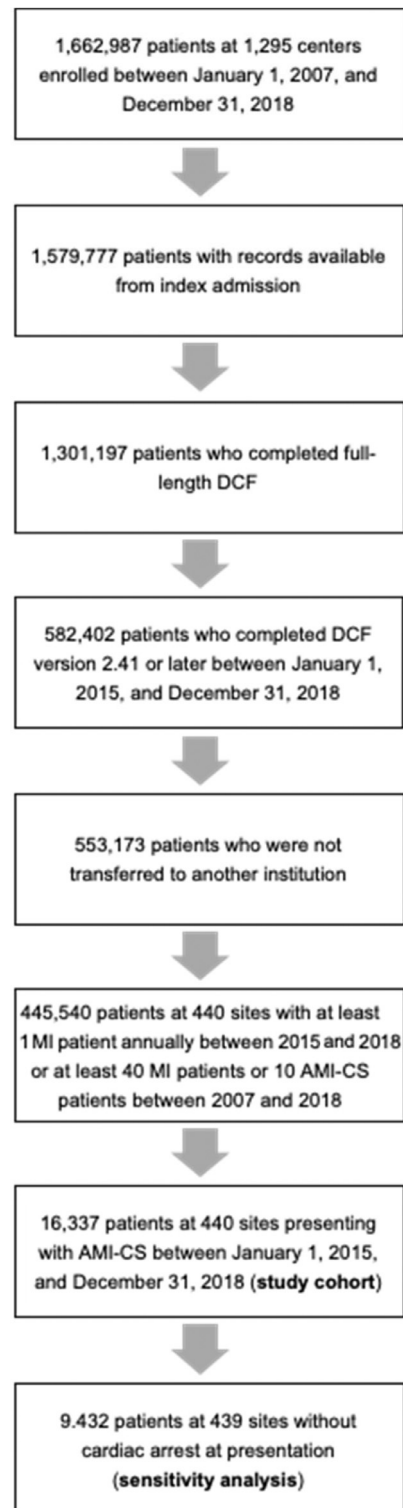 1,662,987 patients at 1,295 centers
enrolled between January 1, 2007, and
December 31, 2018
1,579,777 patients with records available
from index admission
1,301,197 patients who completed full-
length DCF
582,402 patients who completed DCF
version 2.41 or later between January 1,
2015, and December 31, 2018
553,173 patients who were not
transferred to another institution
445,540 patients at 440 sites with at least
1 MI patient annually between 2015 and 2018
or at least 40 MI patients or 10 AMI-CS
patients between 2007 and 2018
16,337 patients at 440 sites presenting
with AMI-CS between January 1, 2015,
and December 31, 2018 (study cohort)
9.432 patients at 439 sites without
cardiac arrest at presentation
(sensitivity analysis)